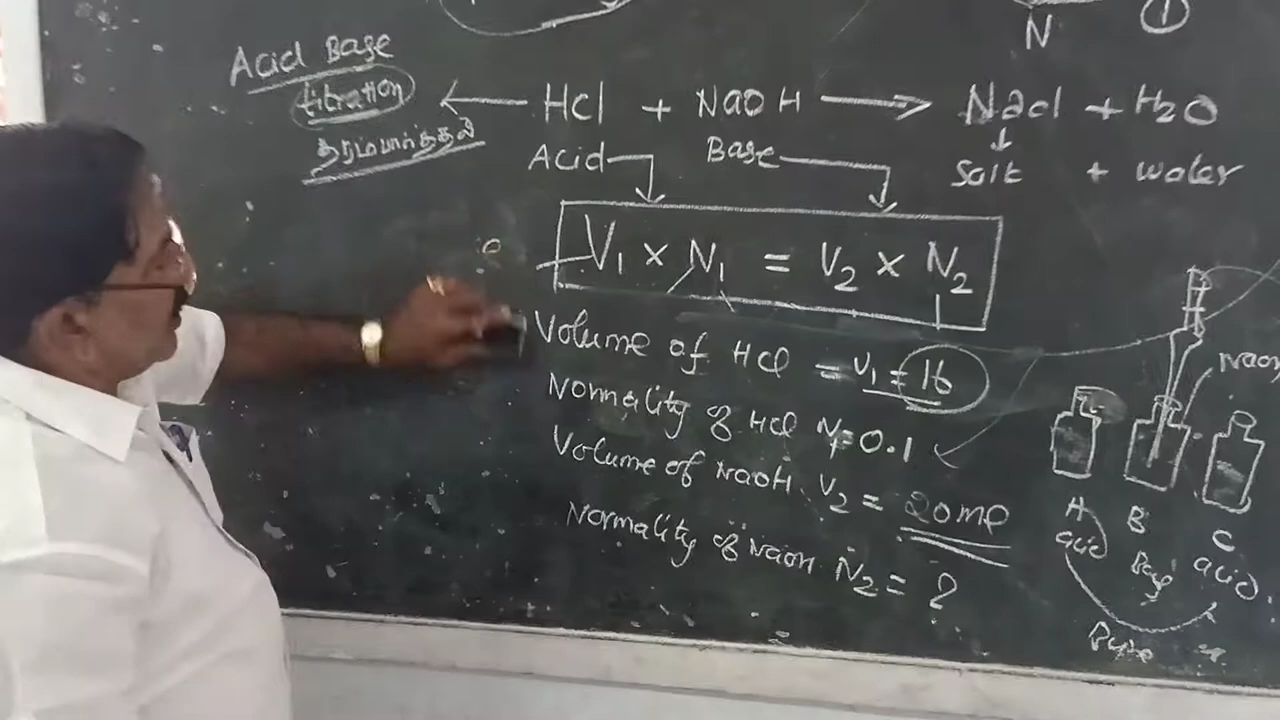 N ①
Acid Base
titration
தரம்பார்த்தல்
Hcl + NaOH → Nacl + H2O
Acid Base Salt + water
V1 × N1 = V2 × N2
Volume of Hcl = V1 = 16
Normality of Hcl N1=0.1
Volume of NaOH V2 = 20ml
Normality of NaOH N2 = ?
NaOH
A B C
acid Base acid